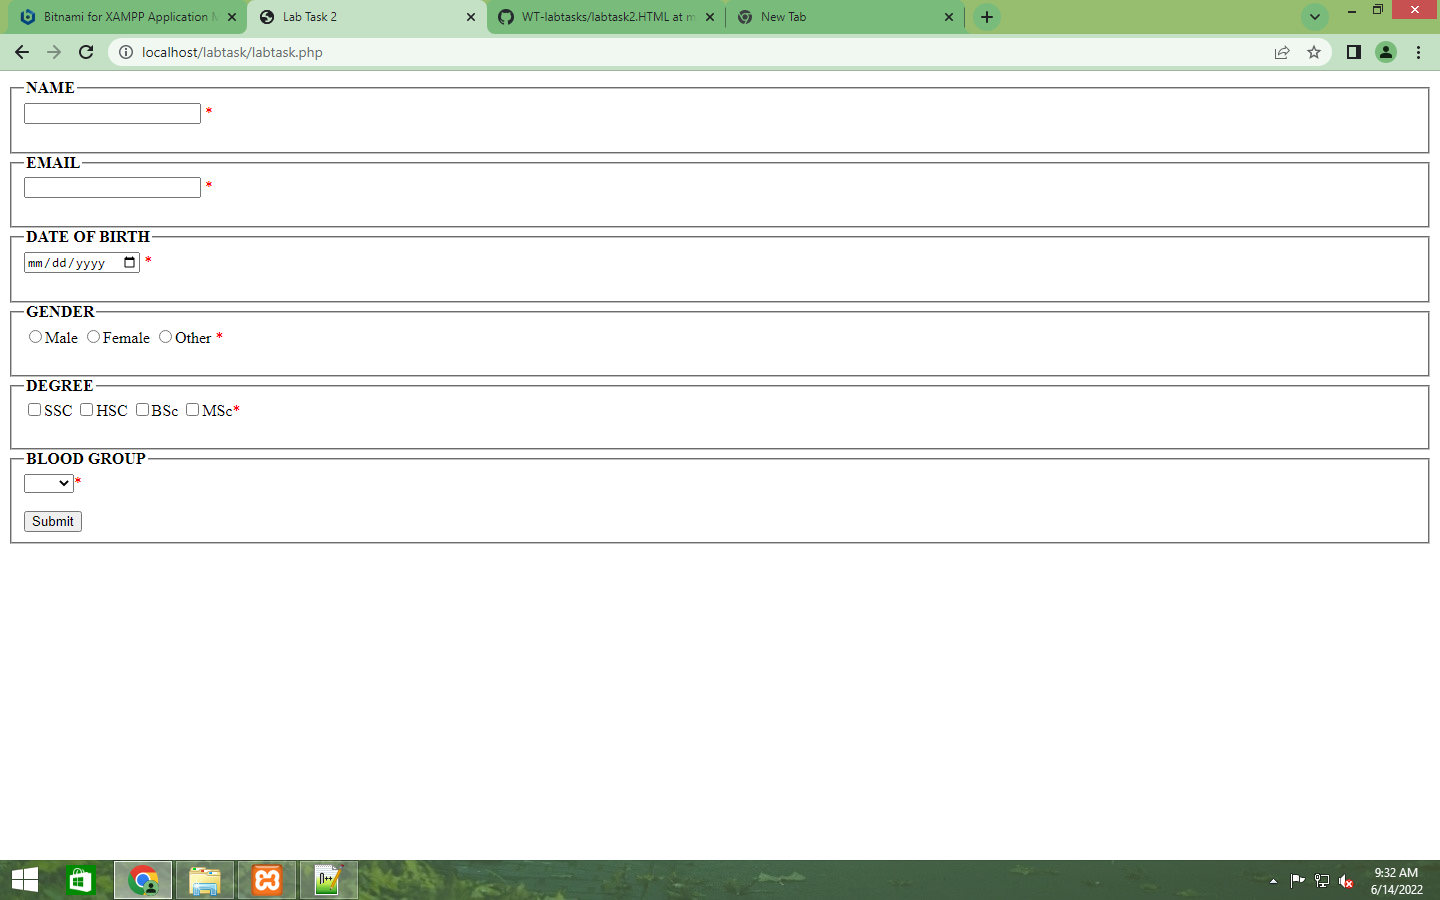 Bitnami for XAMPP Application M
Lab Task 2
WT-labtasks/labtask2.HTML at m
New Tab
localhost/labtask/labtask.php
NAME
*
EMAIL
*
DATE OF BIRTH
mm/dd/yyyy *
GENDER
Male Female Other *
DEGREE
SSC HSC BSc MSc*
BLOOD GROUP
*
Submit
9:32 AM
6/14/2022